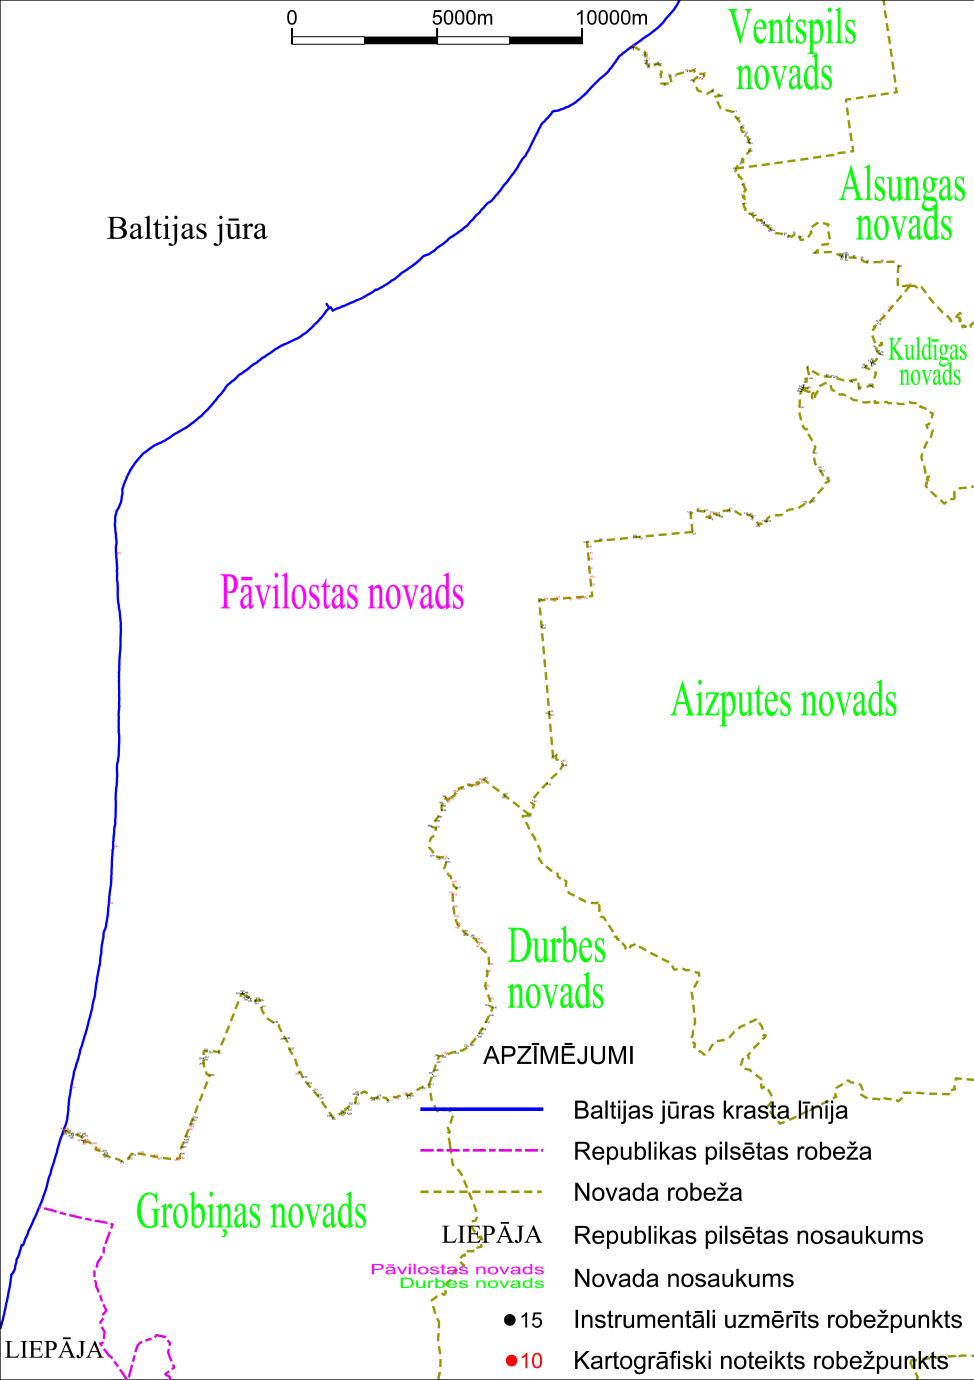 0 5000m 10000m
Ventspils
novads
Alsungas
novads
Baltijas jūra
Kuldīgas
novads
Pāvilostas novads
Aizputes novads
Durbes
novads
APZĪMĒJUMI
Baltijas jūras krasta līnija
Republikas pilsētas robeža
Novada robeža
Grobiņas novads
LIEPĀJA Republikas pilsētas nosaukums
Pāvilostas novads
Durbes novads
Novada nosaukums
15 Instrumentāli uzmērīts robežpunkts
LIEPĀJA
10 Kartogrāfiski noteikts robežpunkts